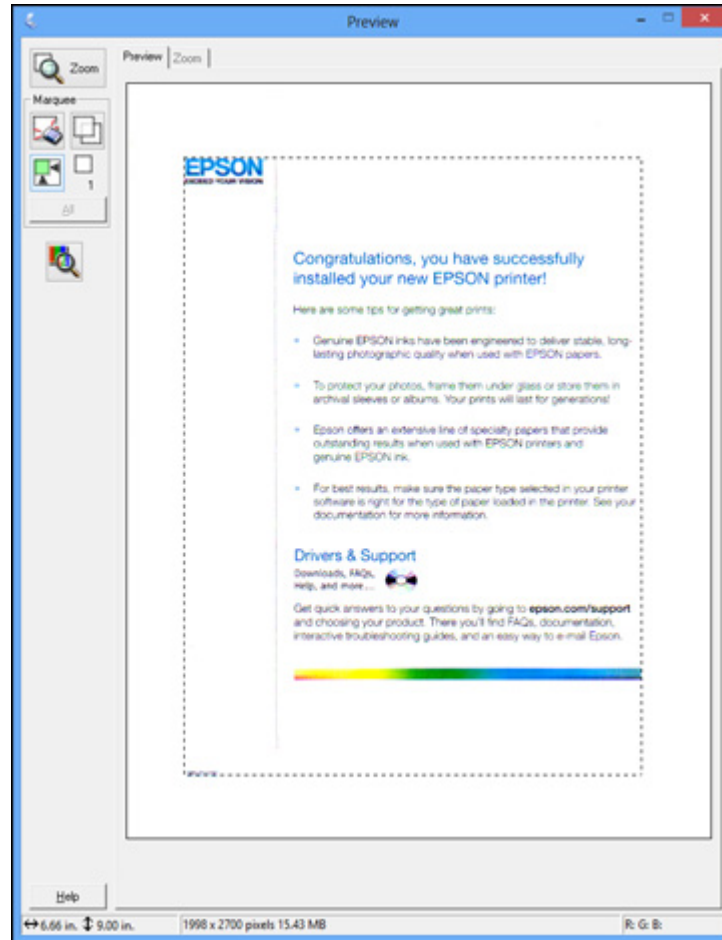 Preview
Zoom
Preview Zoom
Marquee
1
All
EPSON
EXCEED YOUR VISION
Congratulations, you have successfully
installed your new EPSON printer!
Here are some tips for getting great prints:
Genuine EPSON inks have been engineered to deliver stable, long-
lasting photographic quality when used with EPSON papers.
To protect your photos, frame them under glass or store them in
archival sleeves or albums. Your prints will last for generations!
Epson offers an extensive line of specialty papers that provide
outstanding results when used with EPSON printers and
genuine EPSON ink.
For best results, make sure the paper type selected in your printer
software is right for the type of paper loaded in the printer. See your
documentation for more information.
Drivers & Support
Downloads, FAQs,
Help, and more...
Get quick answers to your questions by going to epson.com/support
and choosing your product. There you'll find FAQs, documentation,
interactive troubleshooting guides, and an easy way to e-mail Epson.
Help
6.66 in. 9.00 in. 1998 x 2700 pixels 15.43 MB R: G: B: